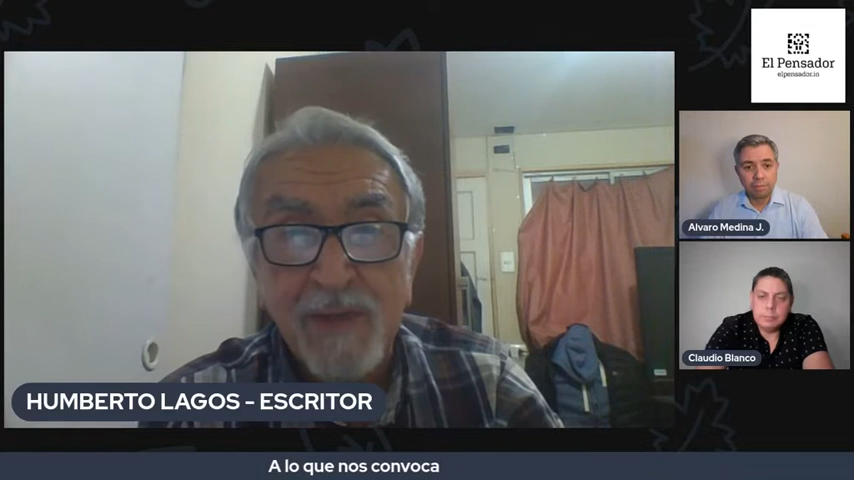 El Pensador
elpensador.io
Alvaro Medina J.
Claudio Blanco
HUMBERTO LAGOS - ESCRITOR
A lo que nos convoca